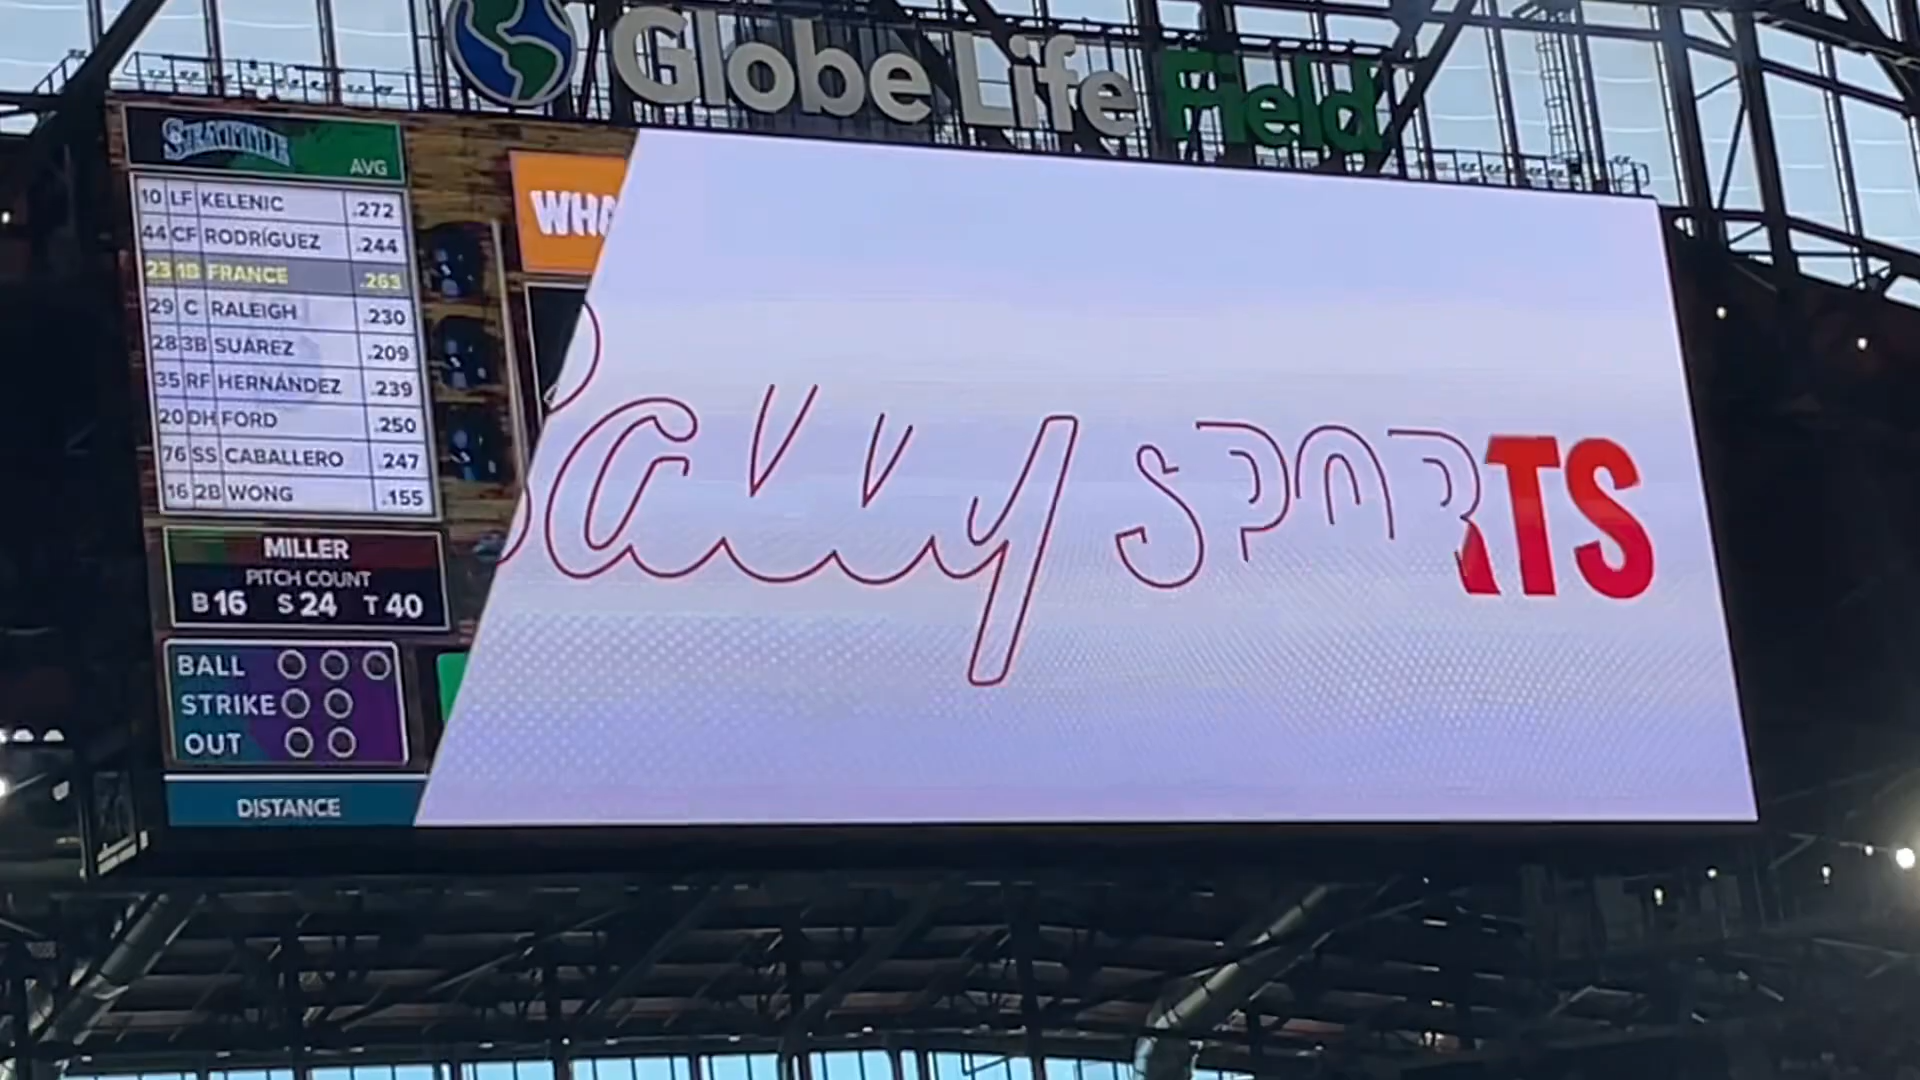 Globe Life Field
SEATTLE
AVG
10 LF KELENIC .272
44 CF RODRÍGUEZ .244
23 1B FRANCE .263
29 C RALEIGH .230
28 3B SUÁREZ .209
35 RF HERNÁNDEZ .239
20 DH FORD .250
76 SS CABALLERO .247
16 2B WONG .155
MILLER
PITCH COUNT
B 16 S 24 T 40
BALL
STRIKE
OUT
DISTANCE
WHA
Bally SPORTS